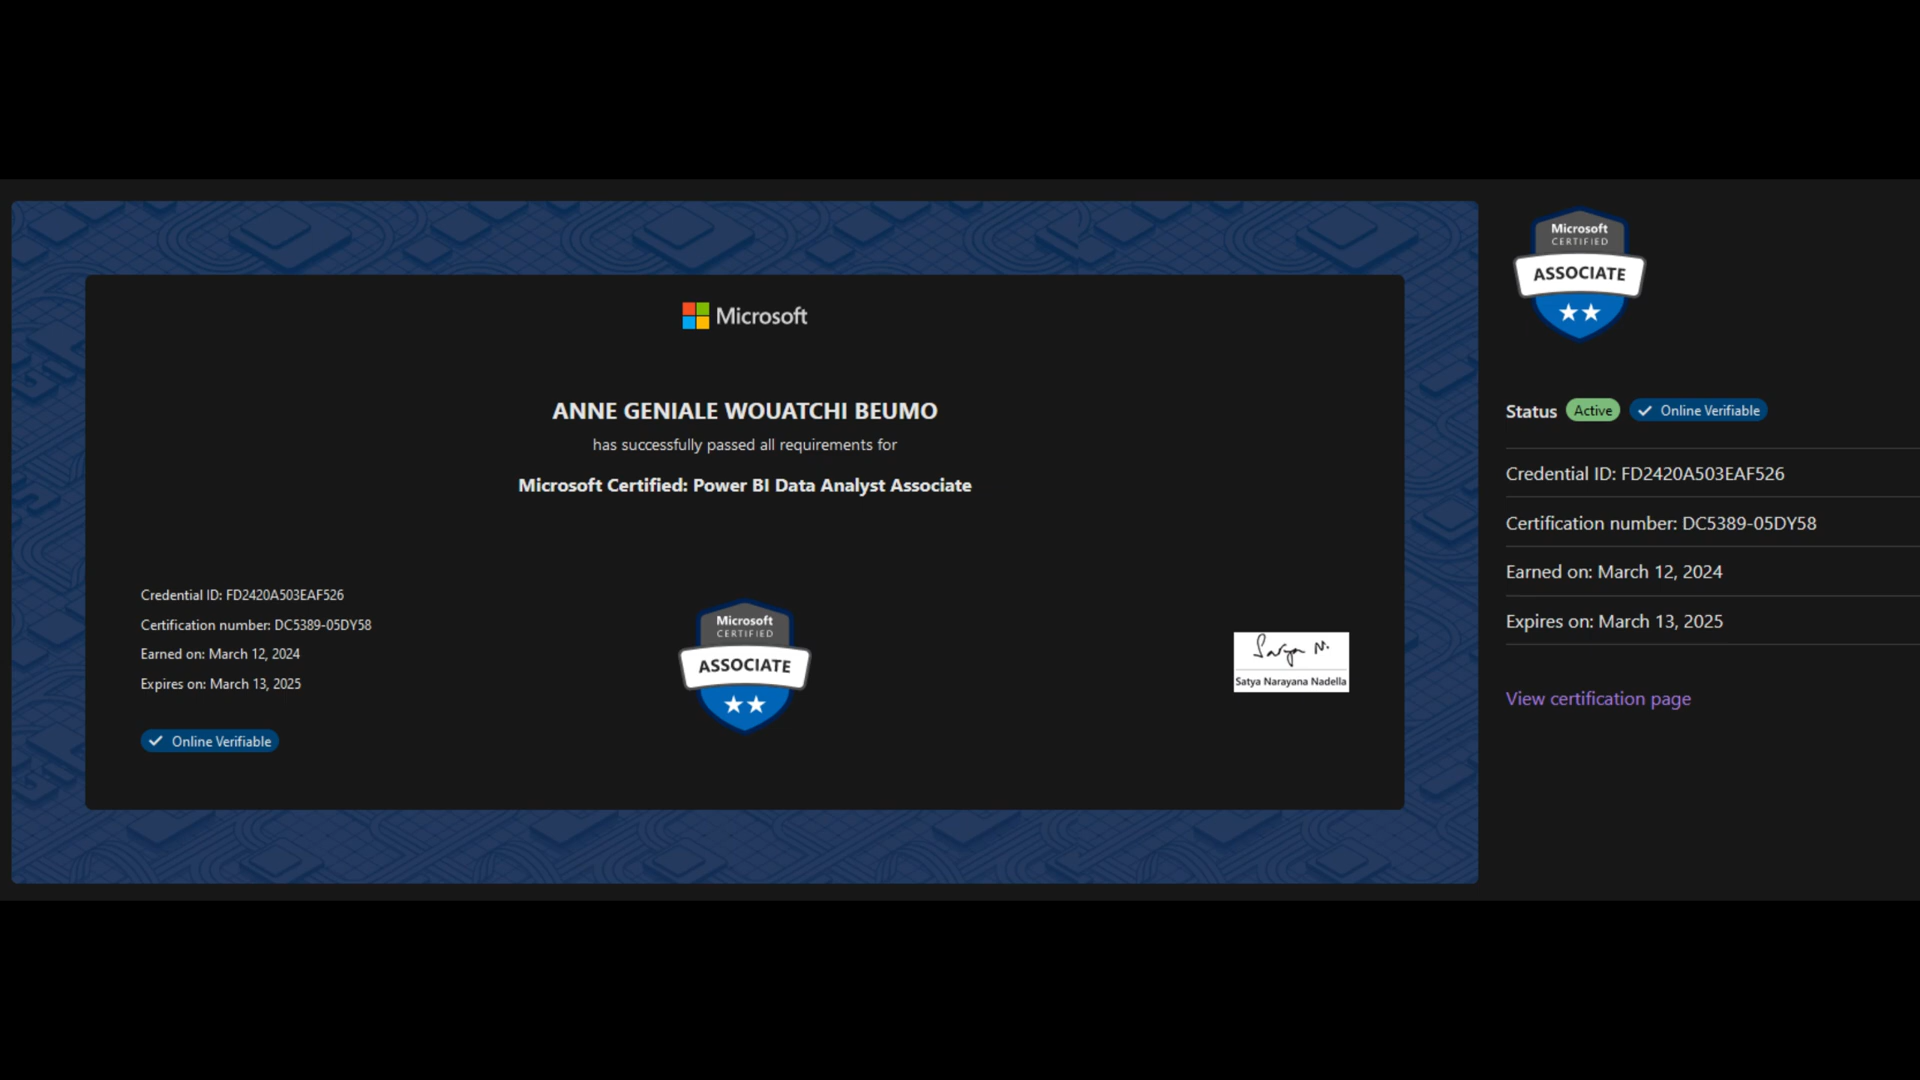 Microsoft
ANNE GENIALE WOUATCHI BEUMO
has successfully passed all requirements for
Microsoft Certified: Power BI Data Analyst Associate
Credential ID: FD2420A503EAF526
Certification number: DC5389-05DY58
Earned on: March 12, 2024
Expires on: March 13, 2025
Online Verifiable
Microsoft
CERTIFIED
ASSOCIATE
Satya N.
Satya Narayana Nadella
Microsoft
CERTIFIED
ASSOCIATE
Status Active Online Verifiable
Credential ID: FD2420A503EAF526
Certification number: DC5389-05DY58
Earned on: March 12, 2024
Expires on: March 13, 2025
View certification page